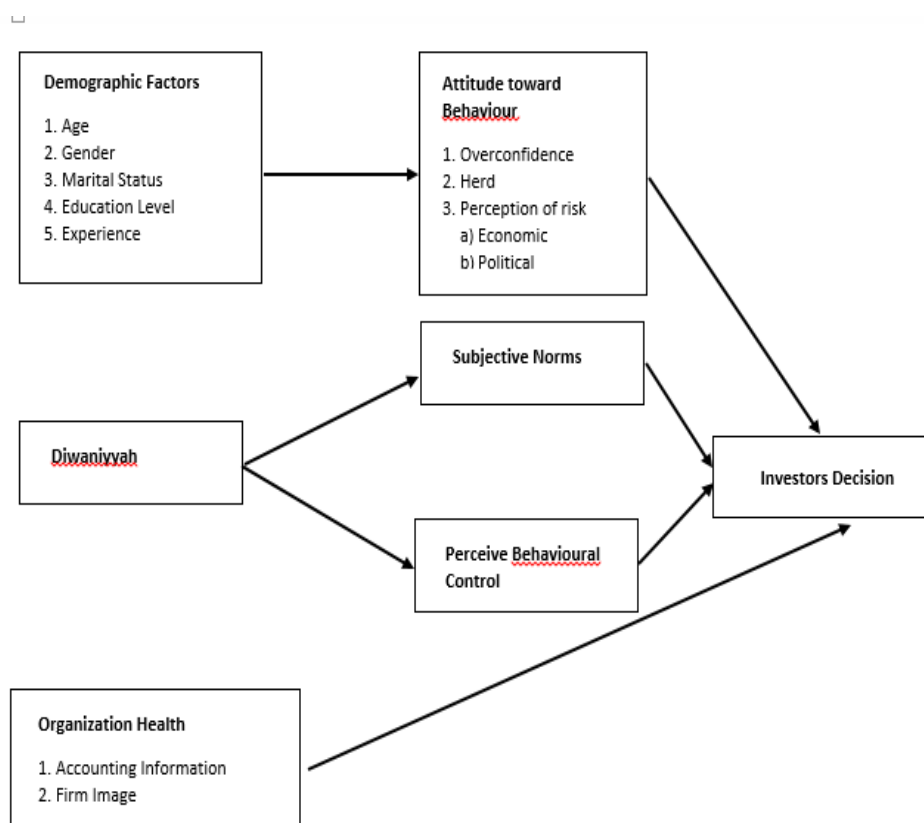 Demographic Factors
1. Age
2. Gender
3. Marital Status
4. Education Level
5. Experience
Attitude toward
Behaviour
1. Overconfidence
2. Herd
3. Perception of risk
a) Economic
b) Political
Subjective Norms
Diwaniyyah
Investors Decision
Perceive Behavioural
Control
Organization Health
1. Accounting Information
2. Firm Image